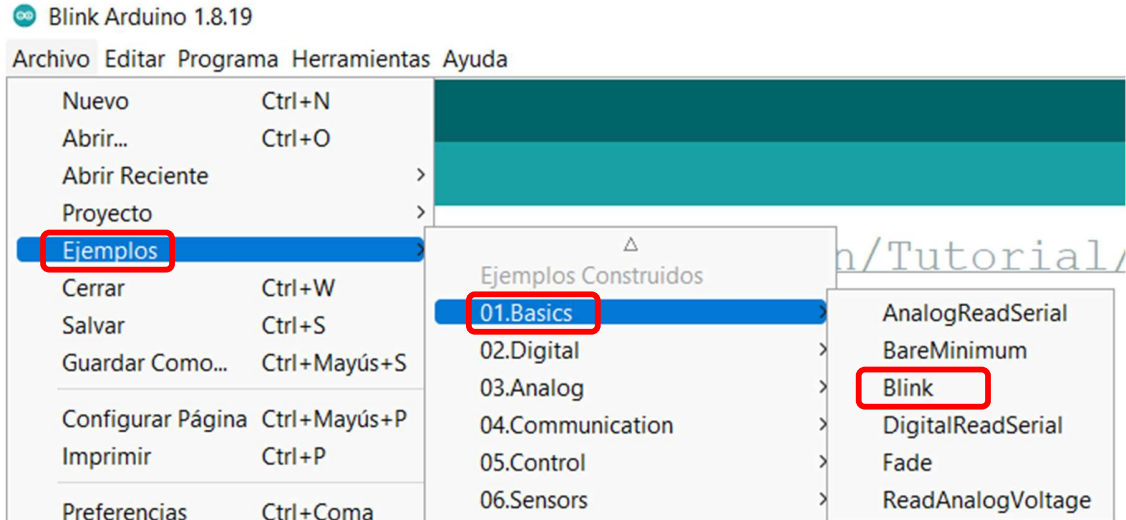 Blink Arduino 1.8.19
Archivo Editar Programa Herramientas Ayuda
Nuevo Ctrl+N
Abrir... Ctrl+O
Abrir Reciente
Proyecto
Ejemplos
Cerrar Ctrl+W
Salvar Ctrl+S
Guardar Como... Ctrl+Mayús+S
Configurar Página Ctrl+Mayús+P
Imprimir Ctrl+P
Preferencias Ctrl+Coma
Ejemplos Construidos
01.Basics
02.Digital
03.Analog
04.Communication
05.Control
06.Sensors
n/Tutorial/
AnalogReadSerial
BareMinimum
Blink
DigitalReadSerial
Fade
ReadAnalogVoltage